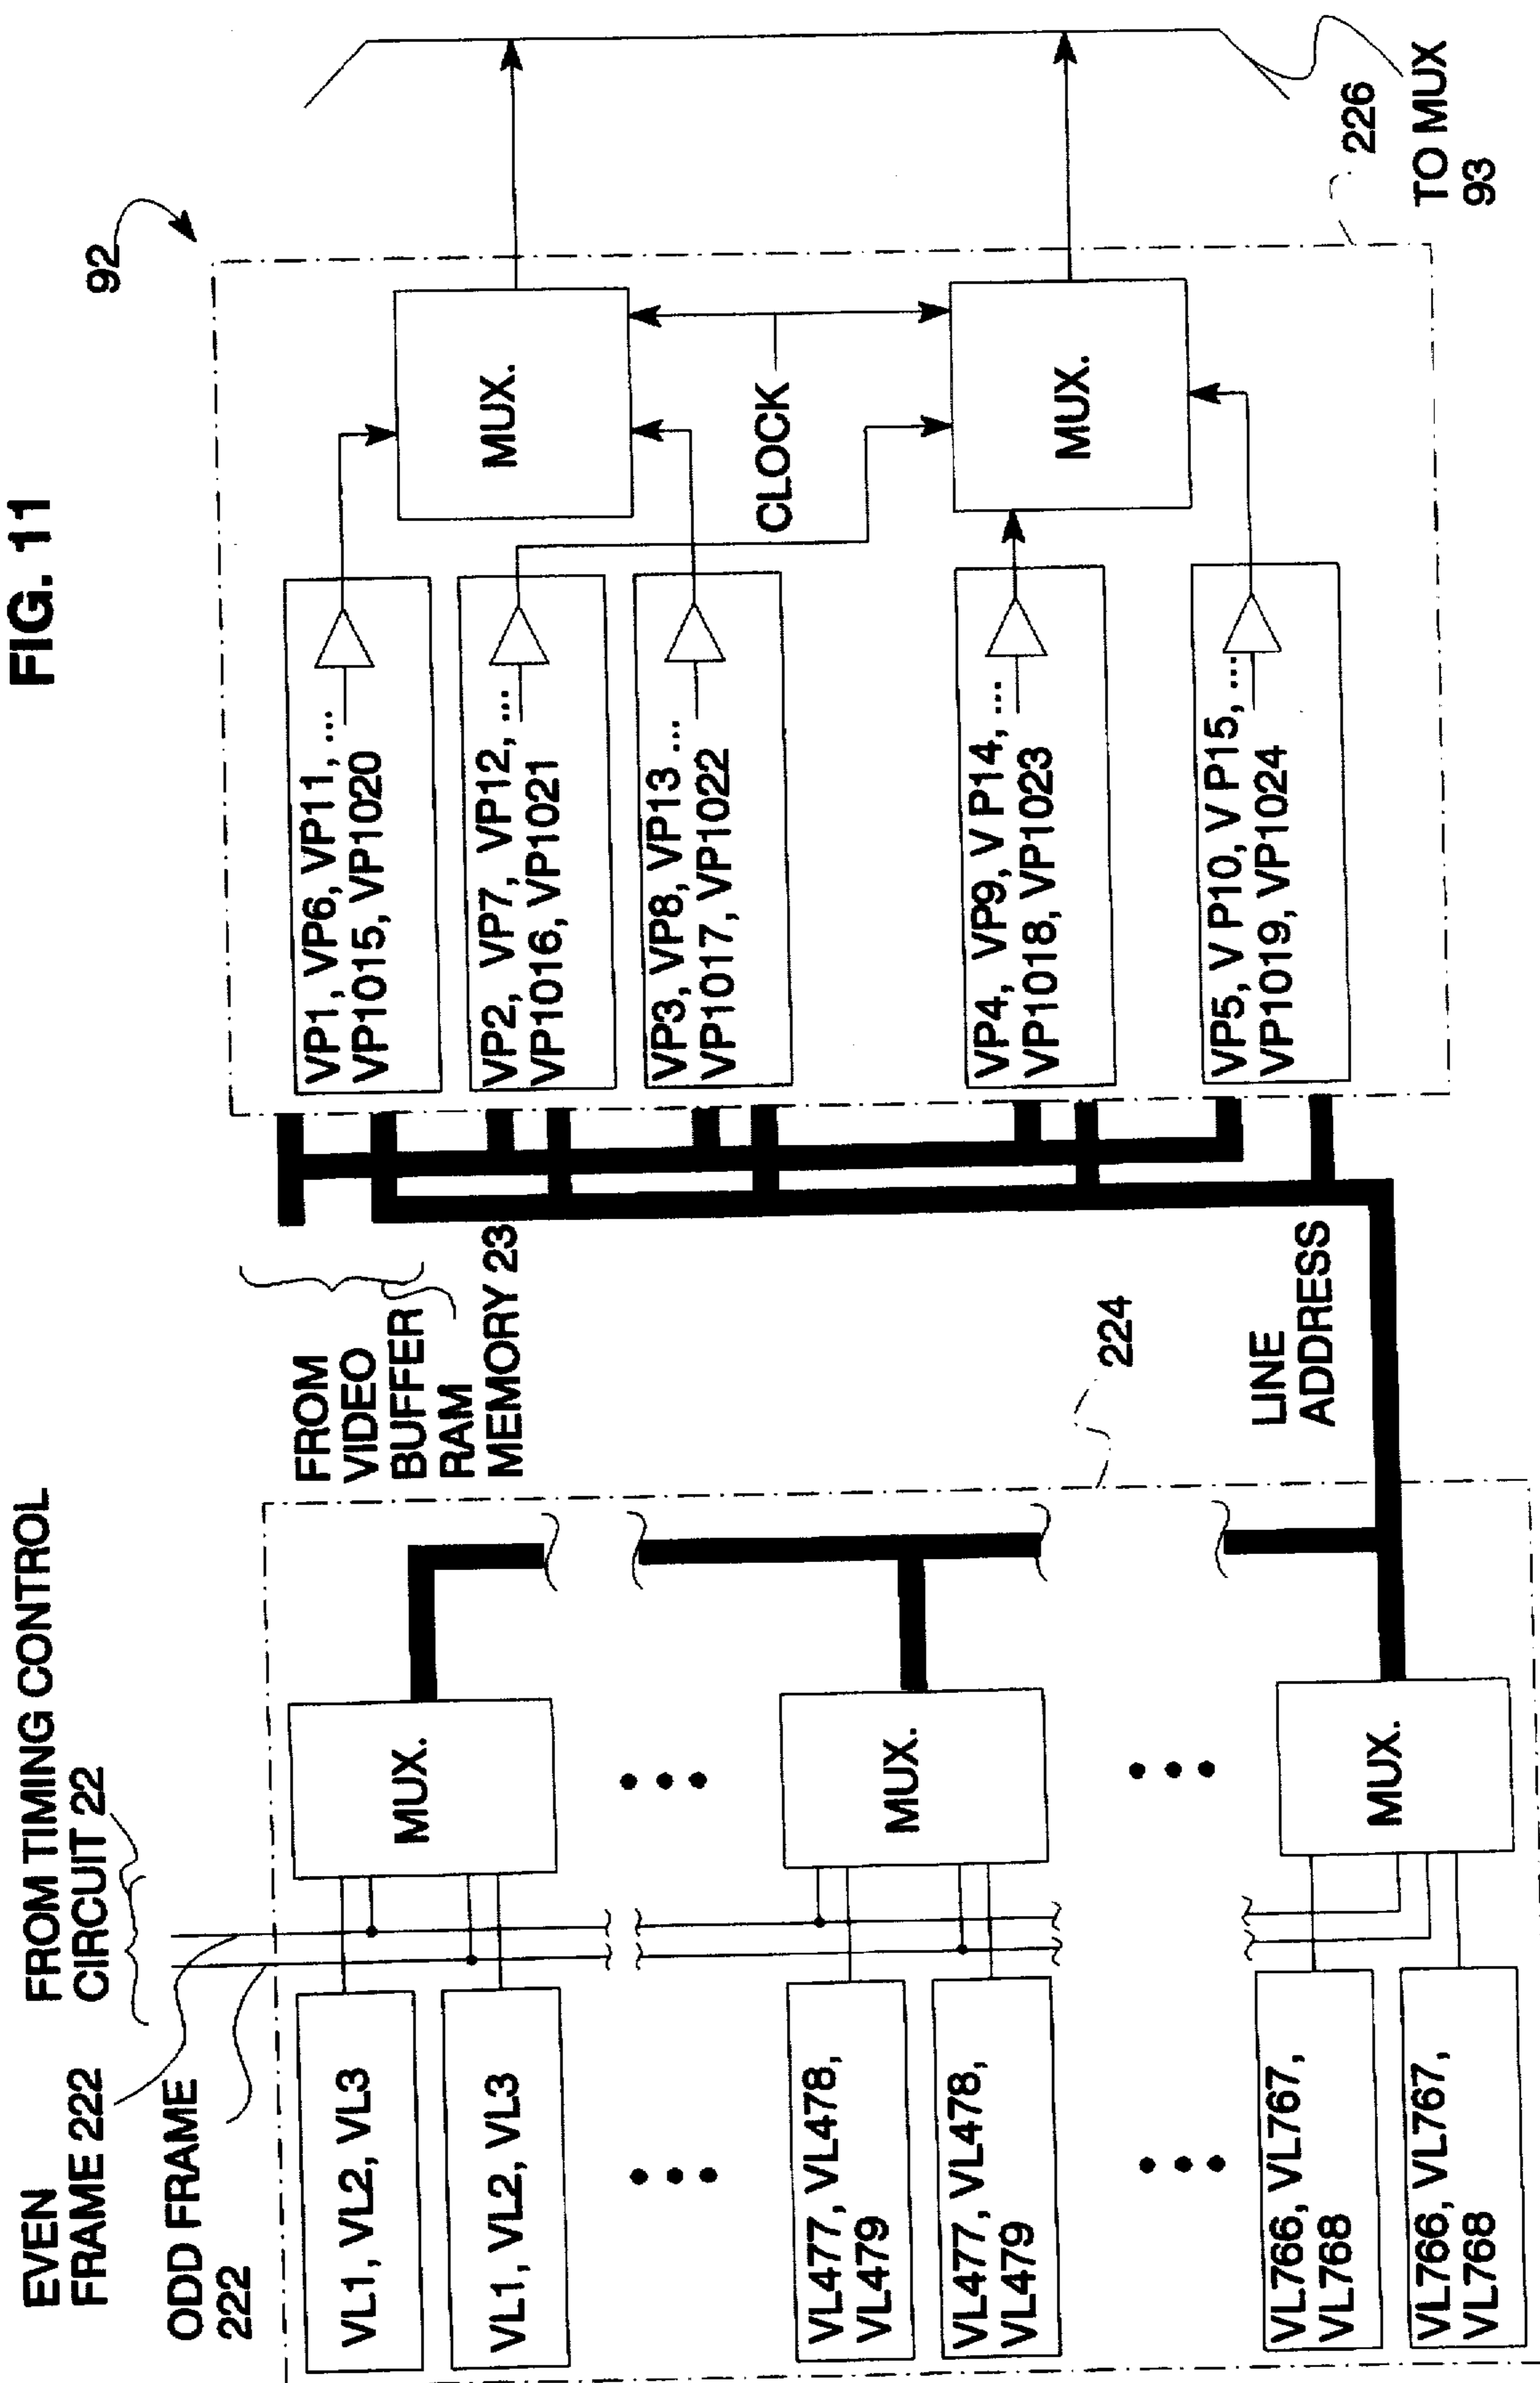 FIG. 11
92
EVEN
FRAME 222
FROM TIMING CONTROL
CIRCUIT 22
ODD FRAME
222
VL1, VL2, VL3
VL1, VL2, VL3
MUX.
VL477, VL478,
VL479
VL477, VL478,
VL479
MUX.
VL766, VL767,
VL768
VL766, VL767,
VL768
MUX.
224
FROM
VIDEO
BUFFER
RAM
MEMORY 23
LINE
ADDRESS
VP1, VP6, VP11, ...
VP1015, VP1020
VP2, VP7, VP12, ...
VP1016, VP1021
VP3, VP8, VP13 ...
VP1017, VP1022
VP4, VP9, V P14, ...
VP1018, VP1023
VP5, V P10, V P15, ...
VP1019, VP1024
MUX.
CLOCK
MUX.
226
TO MUX
93